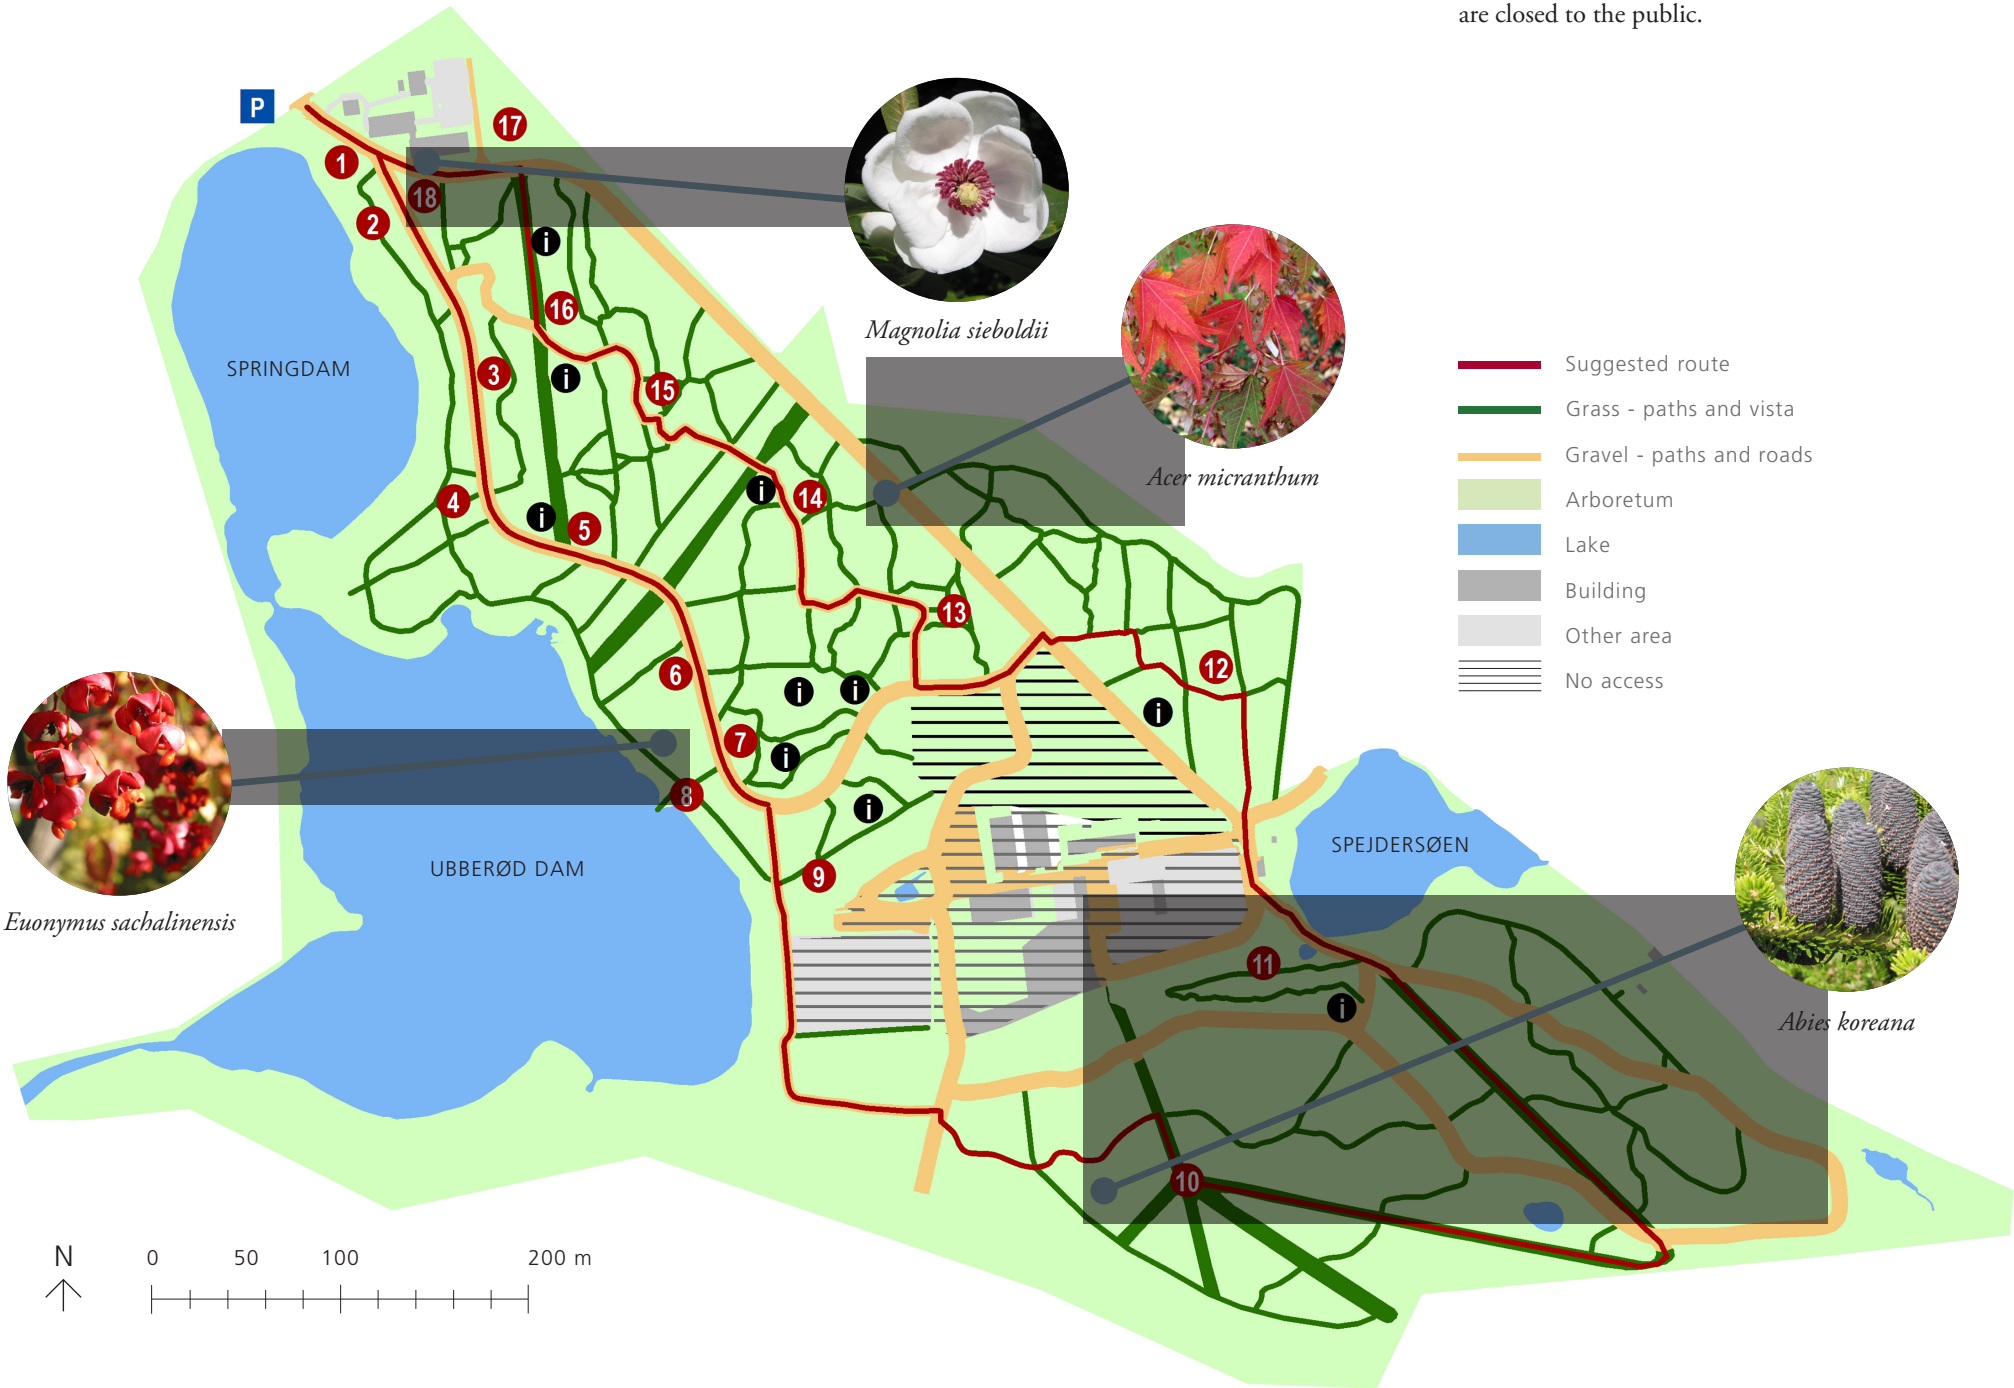 are closed to the public.
P
17
1
18
2
i
16
Magnolia sieboldii
SPRINGDAM
3
i
15
Suggested route
Grass - paths and vista
Gravel - paths and roads
Arboretum
Lake
Building
Other area
No access
Acer micranthum
4
i
5
i
14
13
6
i
i
12
i
7
i
8
i
SPEJDERSØEN
UBBERØD DAM
9
Euonymus sachalinensis
11
i
Abies koreana
10
N
0 50 100 200 m